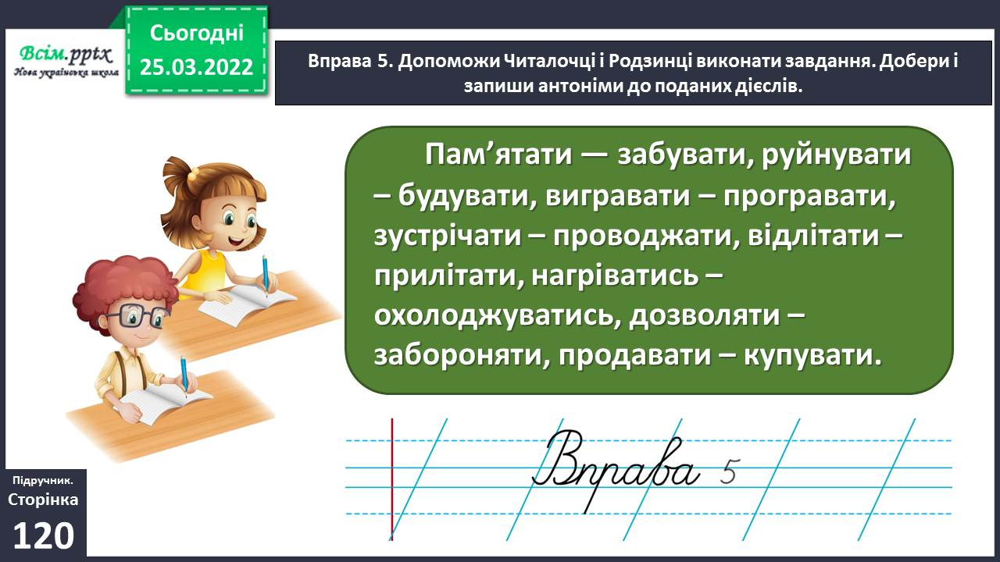 Сьогодні
25.03.2022
Всім.pptx
Нова українська школа
Вправа 5. Допоможи Читалочці і Родзинці виконати завдання. Добери і
запиши антоніми до поданих дієслів.
Пам’ятати — забувати, руйнувати
– будувати, вигравати – програвати,
зустрічати – проводжати, відлітати –
прилітати, нагріватись –
охолоджуватись, дозволяти –
забороняти, продавати – купувати.
Вправа 5
Підручник.
Сторінка
120